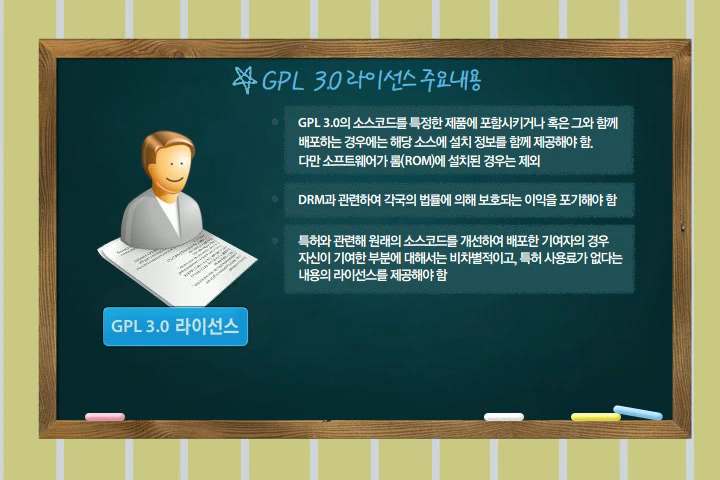 GPL 3.0 라이선스 주요내용
GPL 3.0의 소스코드를 특정한 제품에 포함시키거나 혹은 그와 함께
배포하는 경우에는 해당 소스에 설치 정보를 함께 제공해야 함.
다만 소프트웨어가 롬(ROM)에 설치된 경우는 제외
DRM과 관련하여 각국의 법률에 의해 보호되는 이익을 포기해야 함
특허와 관련해 원래의 소스코드를 개선하여 배포한 기여자의 경우
자신이 기여한 부분에 대해서는 비차별적이고, 특허 사용료가 없다는
내용의 라이선스를 제공해야 함
GPL 3.0 라이선스